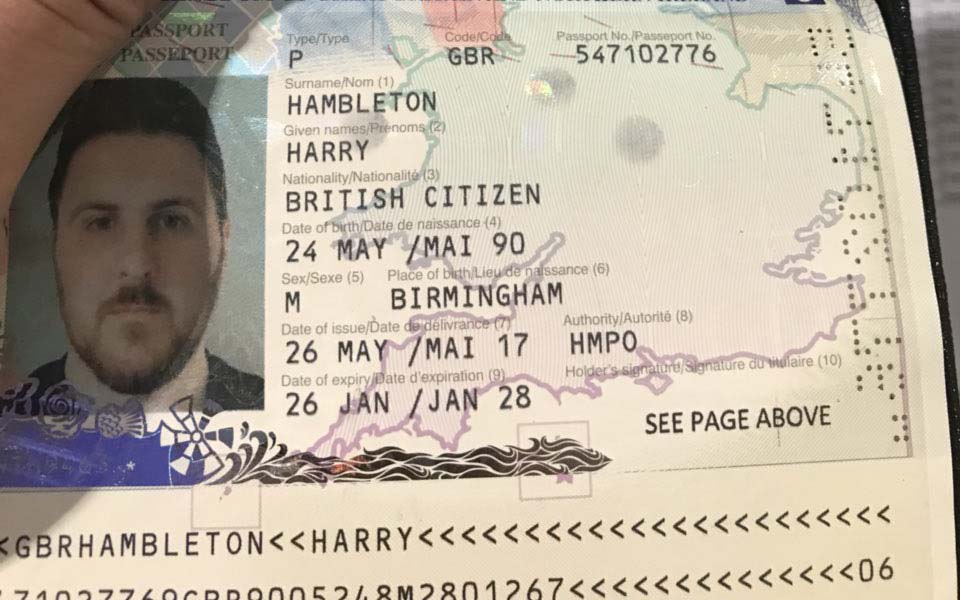 PASSPORT
PASSEPORT
Type/Type Code/Code Passport No./Passeport No.
P GBR 547102776
Surname/Nom (1)
HAMBLETON
Given names/Prénoms (2)
HARRY
Nationality/Nationalité (3)
BRITISH CITIZEN
Date of birth/Date de naissance (4)
24 MAY /MAI 90
Sex/Sexe (5) Place of birth/Lieu de naissance (6)
M BIRMINGHAM
Date of issue/Date de délivrance (7) Authority/Autorité (8)
26 MAY /MAI 17 HMPO
Date of expiry/Date d'expiration (9) Holder's signature/Signature du titulaire (10)
26 JAN /JAN 28
SEE PAGE ABOVE
<GBRHAMBLETON<<HARRY<<<<<<<<<<<<<<<<<<<<<<<
71027769GBR9005248M2801267<<<<<<<<<<<<<<06